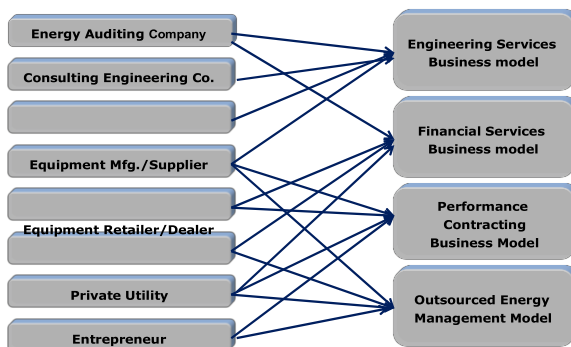 Energy Auditing Company
Consulting Engineering Co.
Equipment Mfg./Supplier
Equipment Retailer/Dealer
Private Utility
Entrepreneur
Engineering Services
Business model
Financial Services
Business model
Performance
Contracting
Business Model
Outsourced Energy
Management Model